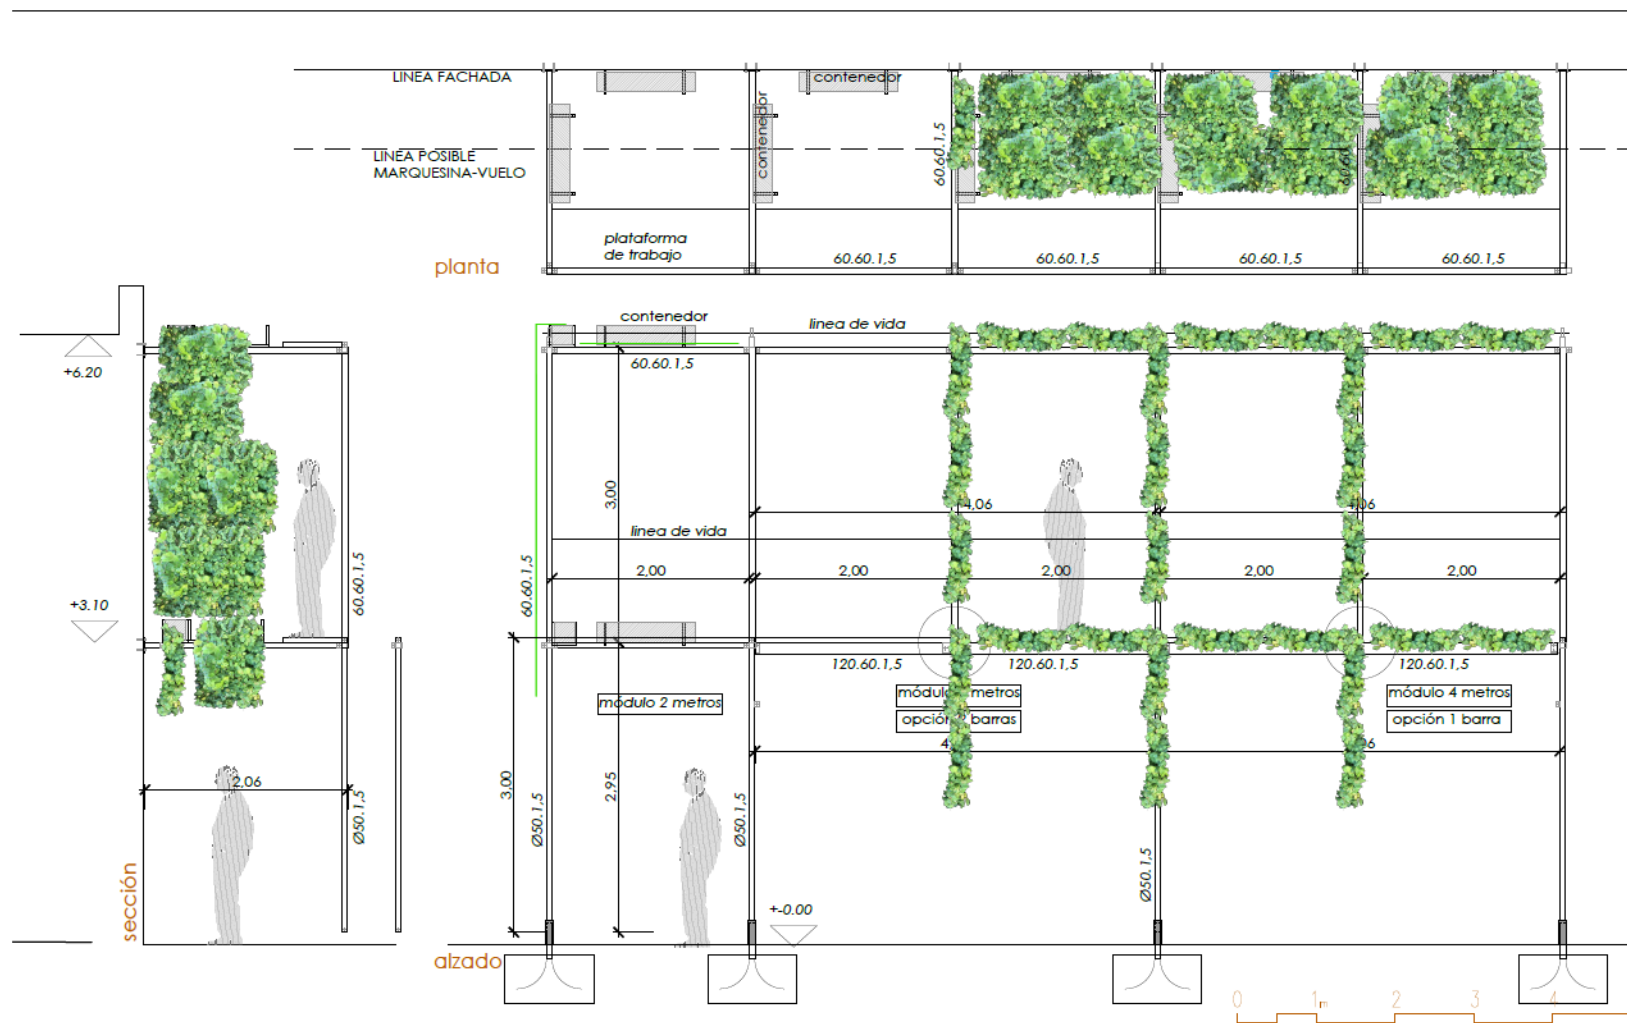 LINEA FACHADA
contenedor
contenedor
60.60.1,5
LINEA POSIBLE
MARQUESINA-VUELO
plataforma
de trabajo
60.60.1,5
60.60.1,5
60.60.1,5
60.60.1,5
planta
contenedor
linea de vida
60.60.1,5
+6.20
3,00
4,06
linea de vida
60.60.1,5
60.60.1,5
2,00
2,00
2,00
2,00
2,00
+3.10
120.60.1,5
120.60.1,5
120.60.1,5
módulo 2 metros
módulo metros
módulo 4 metros
opción barras
opción 1 barra
2,06
3,00
2,95
Ø50.1,5
Ø50.1,5
Ø50.1,5
Ø50.1,5
+-0.00
sección
alzado
0 1m 2 3 4